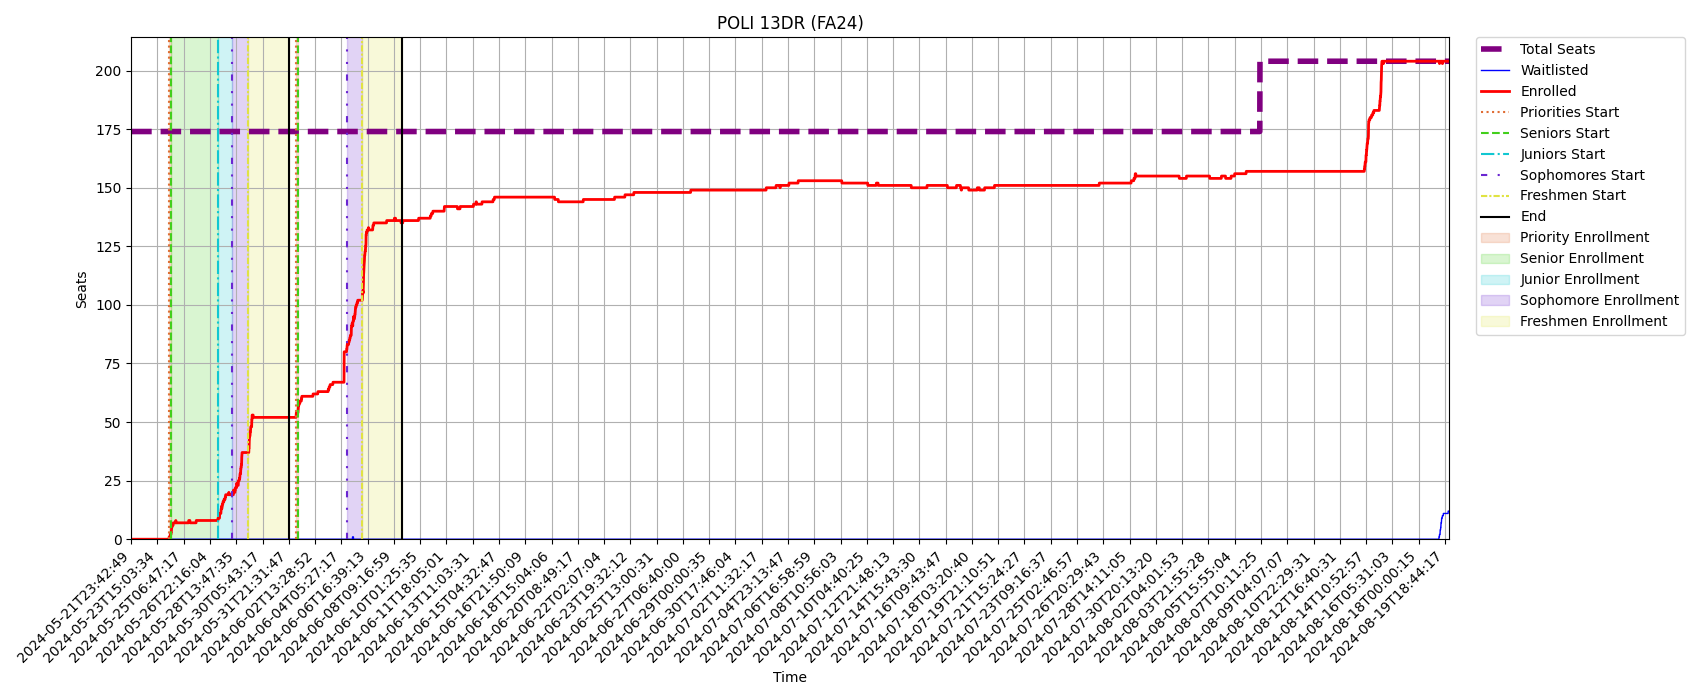 POLI 13DR (FA24)
Seats
200
175
150
125
100
75
50
25
0
2024-05-21T23:42:49
2024-05-23T15:03:34
2024-05-25T06:47:17
2024-05-26T22:16:04
2024-05-28T13:47:35
2024-05-30T05:43:17
2024-05-31T21:31:47
2024-06-02T13:28:52
2024-06-04T05:27:17
2024-06-06T16:39:13
2024-06-08T09:16:59
2024-06-10T01:25:35
2024-06-11T18:05:01
2024-06-13T11:03:31
2024-06-15T04:32:47
2024-06-16T21:50:09
2024-06-18T15:04:06
2024-06-20T08:49:17
2024-06-22T02:07:04
2024-06-23T19:32:12
2024-06-25T13:00:31
2024-06-27T06:40:00
2024-06-29T00:00:35
2024-06-30T17:46:04
2024-07-02T11:32:17
2024-07-04T23:13:47
2024-07-06T16:58:59
2024-07-08T10:56:03
2024-07-10T04:40:25
2024-07-12T21:48:13
2024-07-14T15:43:30
2024-07-16T09:43:47
2024-07-18T03:20:40
2024-07-19T21:10:51
2024-07-21T15:24:27
2024-07-23T09:16:37
2024-07-25T02:46:57
2024-07-26T20:29:43
2024-07-28T14:11:05
2024-07-30T20:13:20
2024-08-02T04:01:53
2024-08-03T21:55:28
2024-08-05T15:55:04
2024-08-07T10:11:25
2024-08-09T04:07:07
2024-08-10T22:29:31
2024-08-12T16:40:31
2024-08-14T10:52:57
2024-08-16T05:31:03
2024-08-18T00:00:15
2024-08-19T18:44:17
Time
Total Seats
Waitlisted
Enrolled
Priorities Start
Seniors Start
Juniors Start
Sophomores Start
Freshmen Start
End
Priority Enrollment
Senior Enrollment
Junior Enrollment
Sophomore Enrollment
Freshmen Enrollment